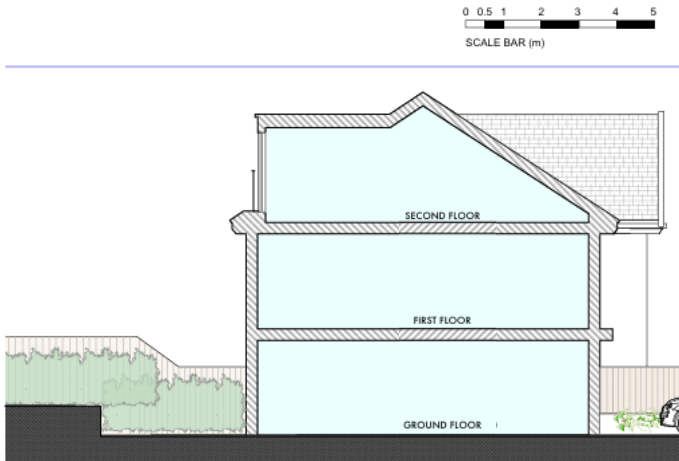 0 0.5 1 2 3 4 5
SCALE BAR (m)
SECOND FLOOR
FIRST FLOOR
GROUND FLOOR